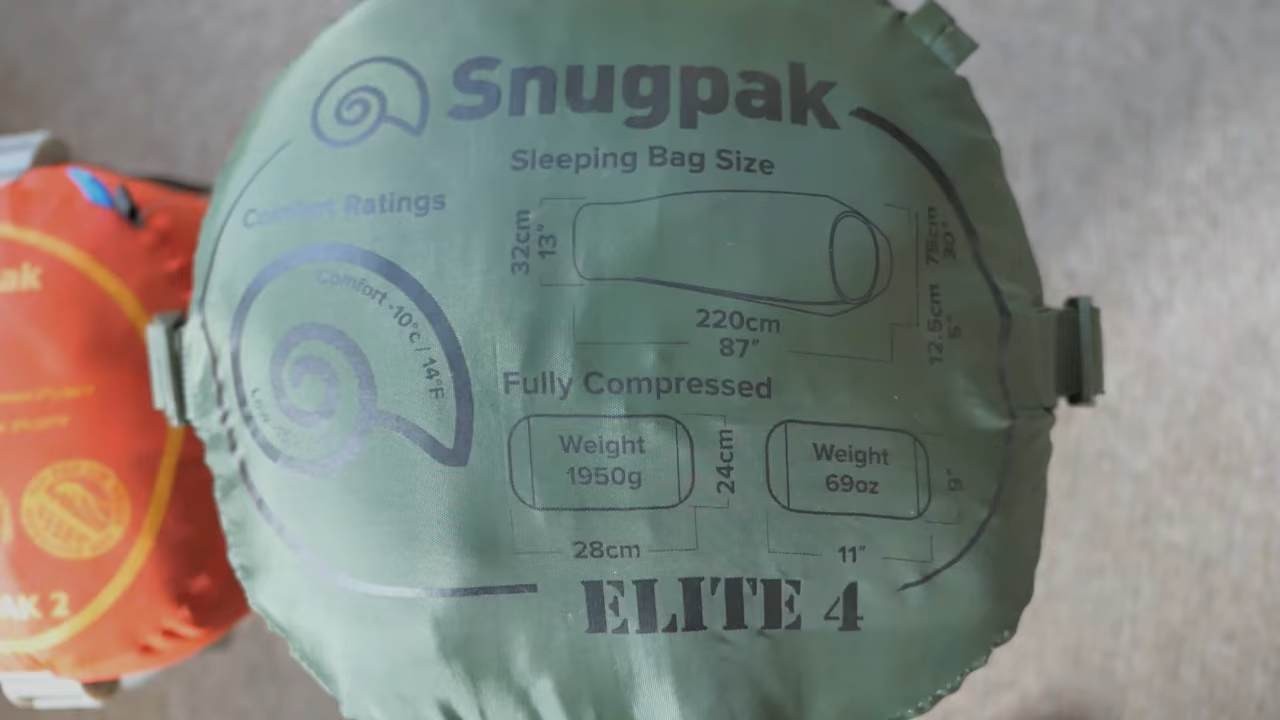 Snugpak
Sleeping Bag Size
Comfort Ratings
Comfort -10°c / 14°F
32cm
13”
75cm
30”
12.5cm
5”
220cm
87”
Fully Compressed
Weight
1950g
24cm
28cm
Weight
69oz
9”
11”
ELITE 4
ak
AK 2